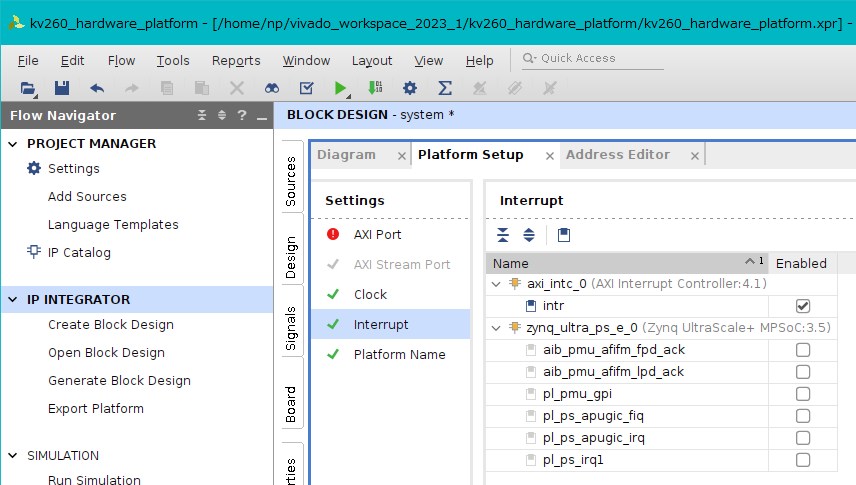 kv260_hardware_platform - [/home/np/vivado_workspace_2023_1/kv260_hardware_platform/kv260_hardware_platform.xpr] -
File Edit Flow Tools Reports Window Layout View Help Quick Access
Flow Navigator
PROJECT MANAGER
Settings
Add Sources
Language Templates
IP Catalog
IP INTEGRATOR
Create Block Design
Open Block Design
Generate Block Design
Export Platform
SIMULATION
Run Simulation
BLOCK DESIGN - system *
Sources
Design
Signals
Board
Diagram
Platform Setup
Address Editor
Settings
AXI Port
AXI Stream Port
Clock
Interrupt
Platform Name
Interrupt
Name 1 Enabled
axi_intc_0 (AXI Interrupt Controller:4.1)
intr
zynq_ultra_ps_e_0 (Zynq UltraScale+ MPSoC:3.5)
aib_pmu_afifm_fpd_ack
aib_pmu_afifm_lpd_ack
pl_pmu_gpi
pl_ps_apugic_fiq
pl_ps_apugic_irq
pl_ps_irq1